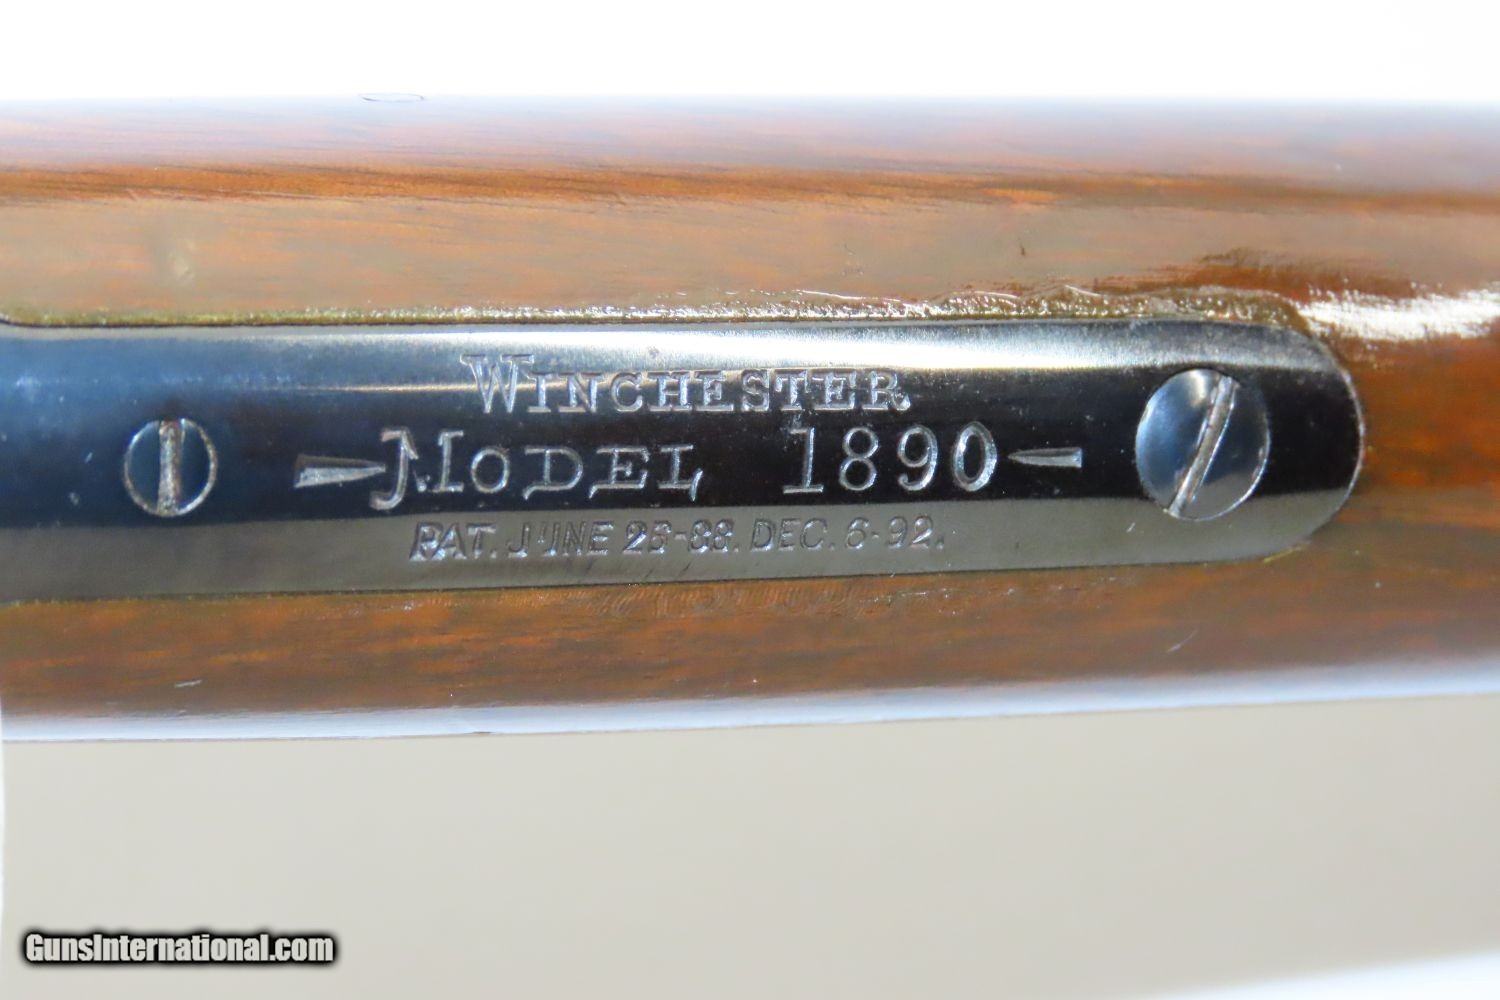 WINCHESTER
MODEL 1890
PAT. JUNE 26-88. DEC. 6-92.
GunsInternational.com